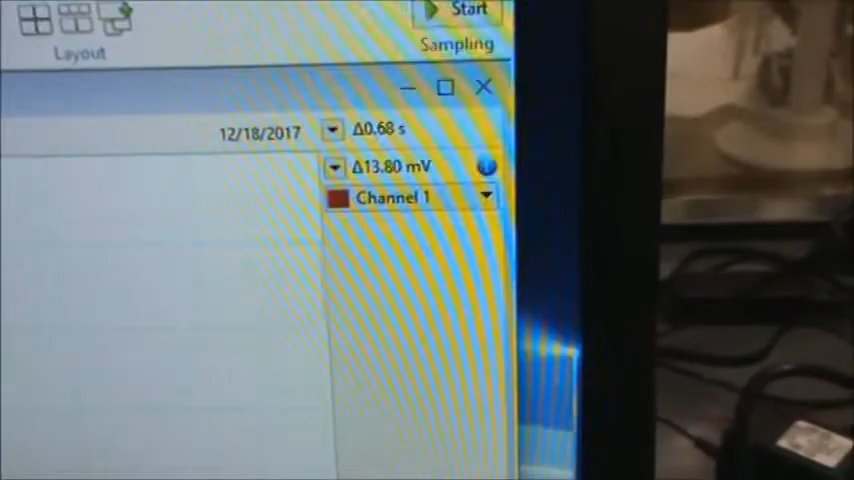 Start
Layout
Sampling
12/18/2017
Δ0.68 s
Δ13.80 mV
Channel 1